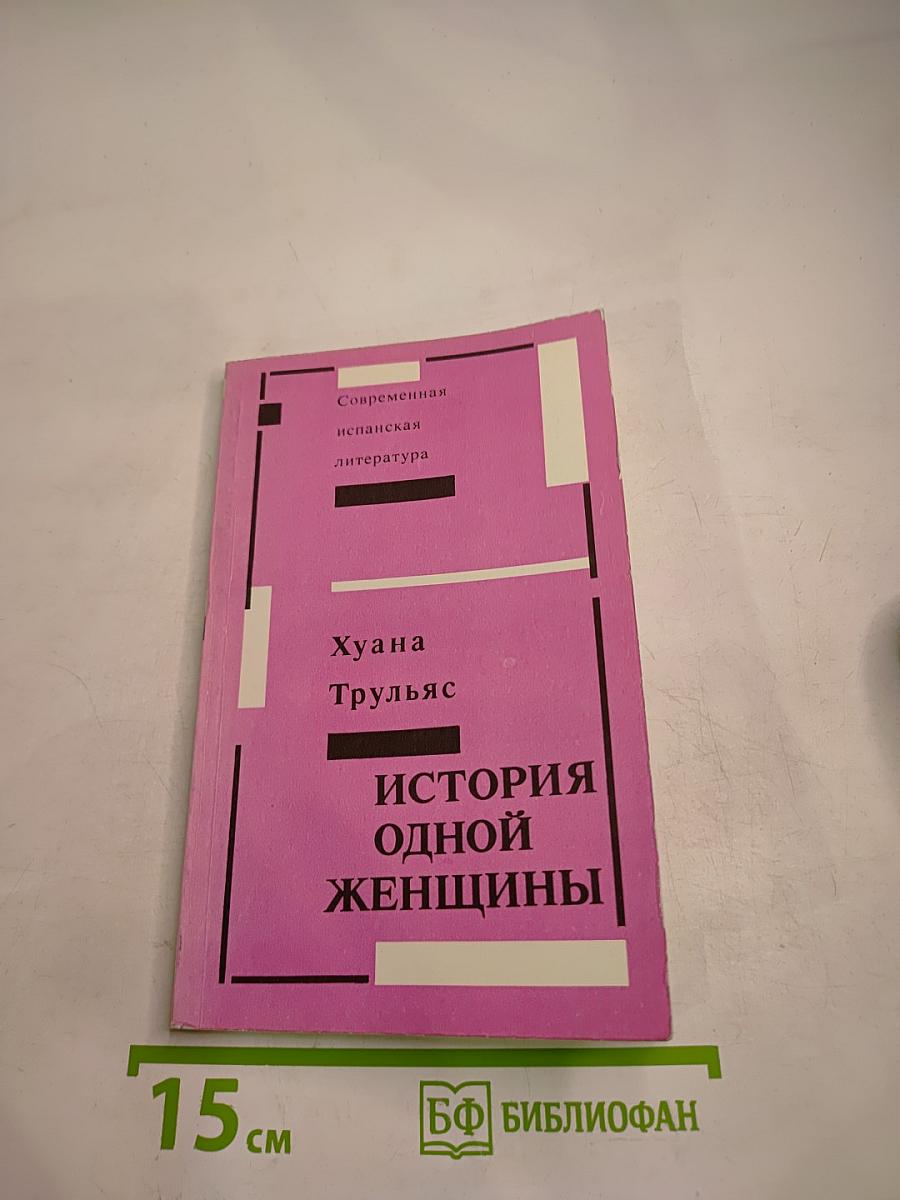 Современная
испанская
литература
Хуана
Трульяс
ИСТОРИЯ
ОДНОЙ
ЖЕНЩИНЫ
15 см
БФ БИБЛИОФАН